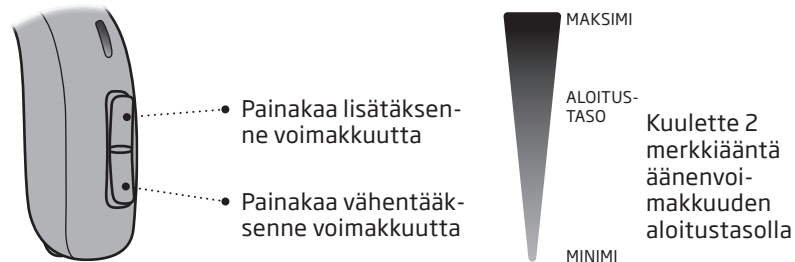 Painakaa lisätäksen-
ne voimakkuutta
Painakaa vähentääk-
senne voimakkuutta
MAKSIMI
ALOITUS-
TASO
MINIMI
Kuulette 2
merkkiääntä
äänenvoi-
makkuuden
aloitustasolla